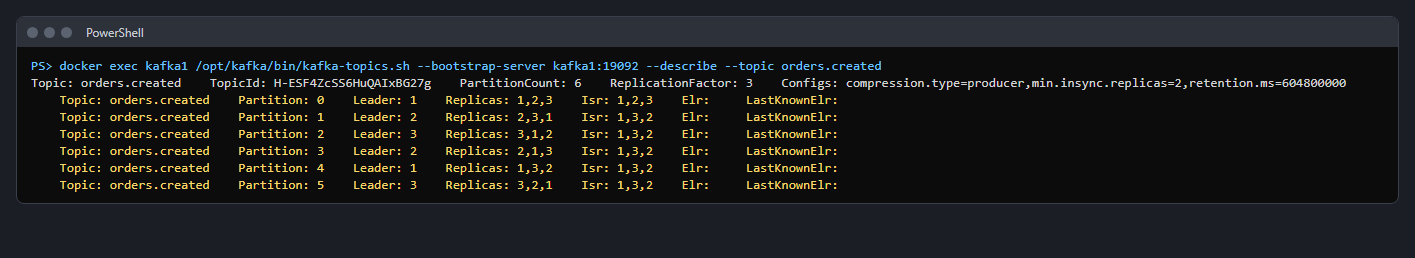 PowerShell
PS> docker exec kafka1 /opt/kafka/bin/kafka-topics.sh --bootstrap-server kafka1:19092 --describe --topic orders.created
Topic: orders.created    TopicId: H-ESF4ZcSS6HuQAIxBG27g    PartitionCount: 6    ReplicationFactor: 3    Configs: compression.type=producer,min.insync.replicas=2,retention.ms=604800000
    Topic: orders.created    Partition: 0    Leader: 1    Replicas: 1,2,3    Isr: 1,2,3    Elr:     LastKnownElr:
    Topic: orders.created    Partition: 1    Leader: 2    Replicas: 2,3,1    Isr: 1,3,2    Elr:     LastKnownElr:
    Topic: orders.created    Partition: 2    Leader: 3    Replicas: 3,1,2    Isr: 1,3,2    Elr:     LastKnownElr:
    Topic: orders.created    Partition: 3    Leader: 2    Replicas: 2,1,3    Isr: 1,3,2    Elr:     LastKnownElr:
    Topic: orders.created    Partition: 4    Leader: 1    Replicas: 1,3,2    Isr: 1,3,2    Elr:     LastKnownElr:
    Topic: orders.created    Partition: 5    Leader: 3    Replicas: 3,2,1    Isr: 1,3,2    Elr:     LastKnownElr: